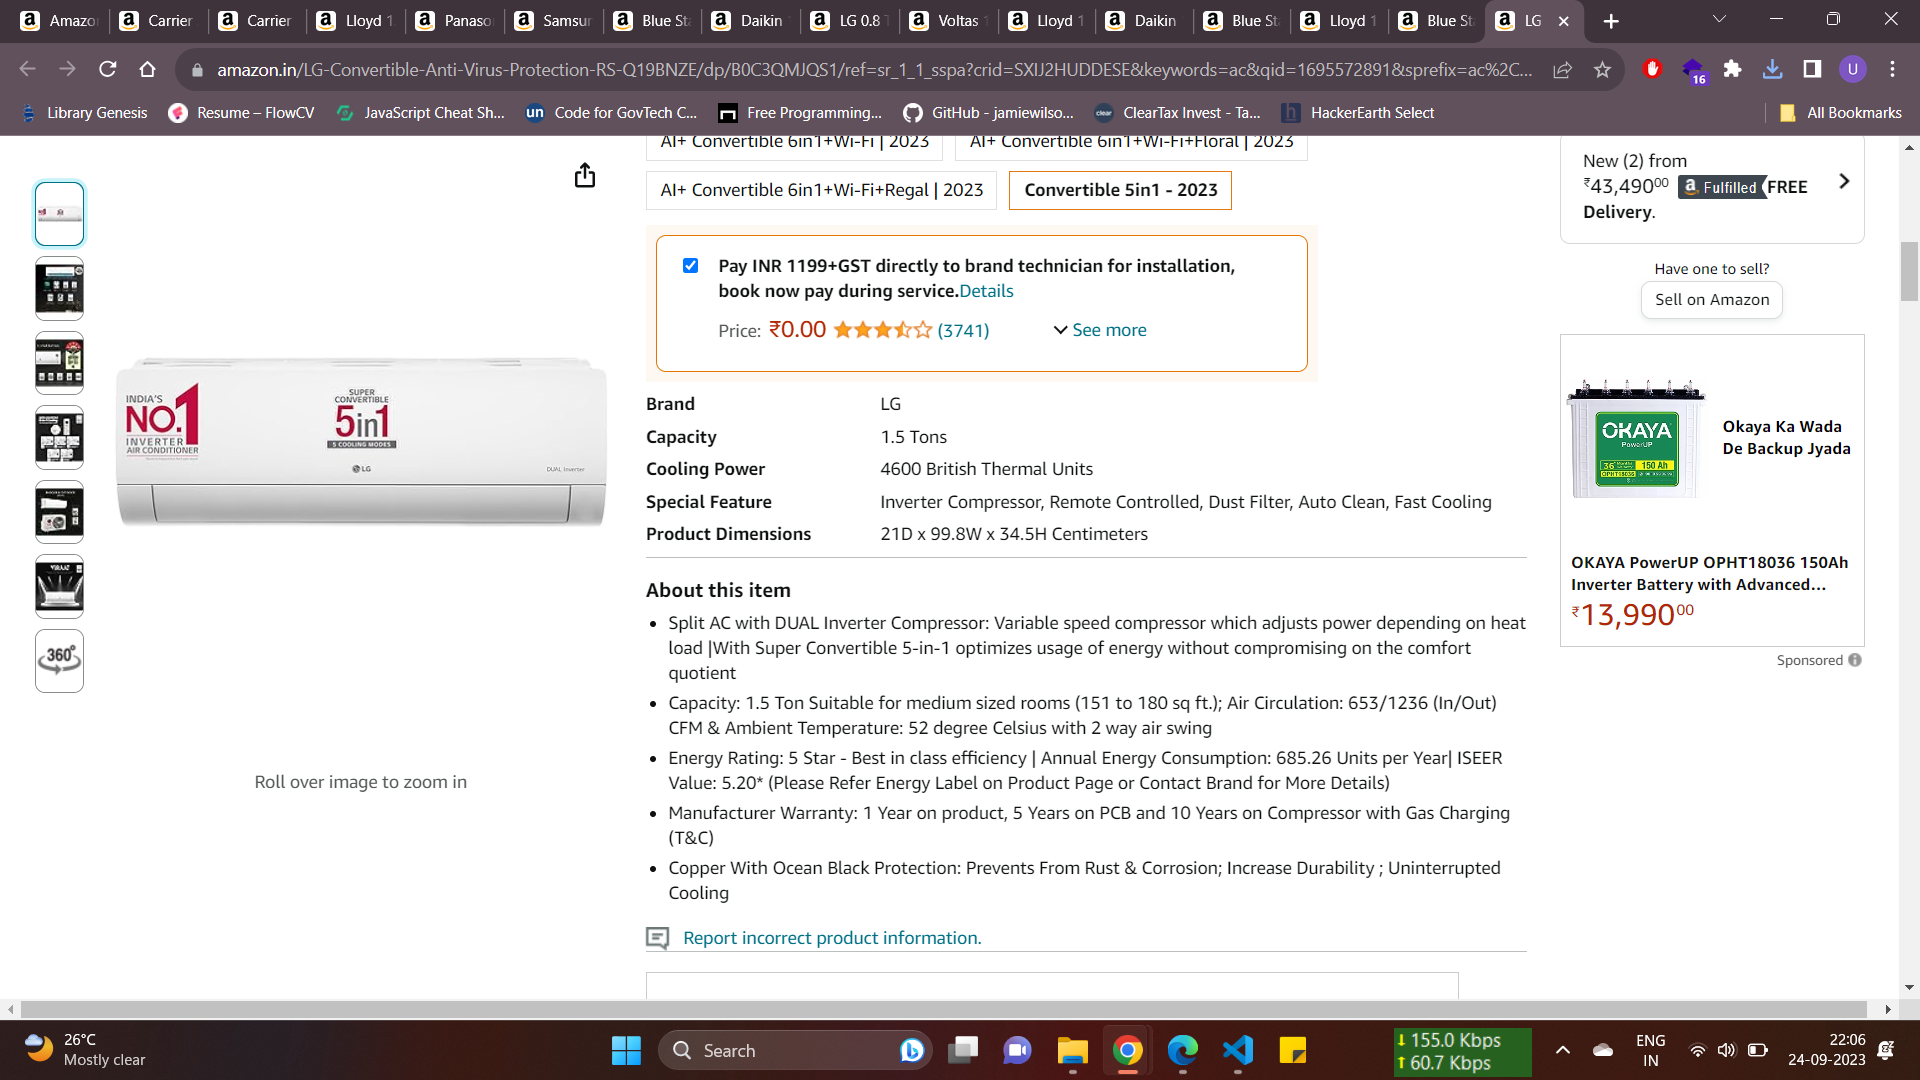 Amazo
Carrier
Carrier
Lloyd 1
Panaso
Samsun
Blue Sta
Daikin
LG 0.8 T
Voltas 1
Lloyd 1
Daikin
Blue Sta
Lloyd 1
Blue Sta
LG
amazon.in/LG-Convertible-Anti-Virus-Protection-RS-Q19BNZE/dp/B0C3QMJQS1/ref=sr_1_1_sspa?crid=SXIJ2HUDDESE&keywords=ac&qid=1695572891&sprefix=ac%2C...
16
U
Library Genesis
Resume – FlowCV
JavaScript Cheat Sh...
un Code for GovTech C...
Free Programming...
GitHub - jamiewilso...
clear ClearTax Invest - Ta...
h HackerEarth Select
All Bookmarks
AI+ Convertible 6in1+Wi-Fi | 2023
AI+ Convertible 6in1+Wi-Fi+Floral | 2023
AI+ Convertible 6in1+Wi-Fi+Regal | 2023
Convertible 5in1 - 2023
Pay INR 1199+GST directly to brand technician for installation,
book now pay during service.Details
Price: ₹0.00 (3741) See more
Brand LG
Capacity 1.5 Tons
Cooling Power 4600 British Thermal Units
Special Feature Inverter Compressor, Remote Controlled, Dust Filter, Auto Clean, Fast Cooling
Product Dimensions 21D x 99.8W x 34.5H Centimeters
About this item
• Split AC with DUAL Inverter Compressor: Variable speed compressor which adjusts power depending on heat
load |With Super Convertible 5-in-1 optimizes usage of energy without compromising on the comfort
quotient
• Capacity: 1.5 Ton Suitable for medium sized rooms (151 to 180 sq ft.); Air Circulation: 653/1236 (In/Out)
CFM & Ambient Temperature: 52 degree Celsius with 2 way air swing
• Energy Rating: 5 Star - Best in class efficiency | Annual Energy Consumption: 685.26 Units per Year| ISEER
Value: 5.20* (Please Refer Energy Label on Product Page or Contact Brand for More Details)
• Manufacturer Warranty: 1 Year on product, 5 Years on PCB and 10 Years on Compressor with Gas Charging
(T&C)
• Copper With Ocean Black Protection: Prevents From Rust & Corrosion; Increase Durability ; Uninterrupted
Cooling
Report incorrect product information.
INDIA'S
NO.1
INVERTER
AIR CONDITIONER
SUPER
CONVERTIBLE
5in1
5 COOLING MODES
LG
DUAL Inverter
VIRAAT
360°
Roll over image to zoom in
New (2) from
₹43,490⁰⁰ Fulfilled FREE
Delivery.
Have one to sell?
Sell on Amazon
OKAYA
PowerUP
150 Ah
Okaya Ka Wada
De Backup Jyada
OKAYA PowerUP OPHT18036 150Ah
Inverter Battery with Advanced...
₹13,990⁰⁰
Sponsored
26°C
Mostly clear
Search
155.0 Kbps
60.7 Kbps
ENG
IN
22:06
24-09-2023